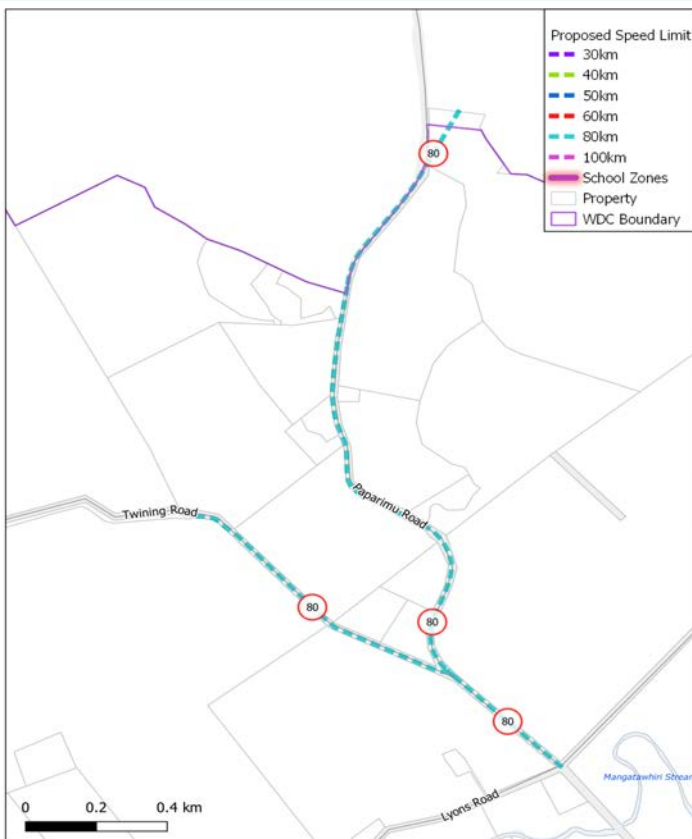 Proposed Speed Limit
30km
40km
50km
60km
80km
100km
School Zones
Property
WDC Boundary
80
Paparimu Road
Twining Road
80
80
80
Mangatawhiri Stream
Lyons Road
0 0.2 0.4 km